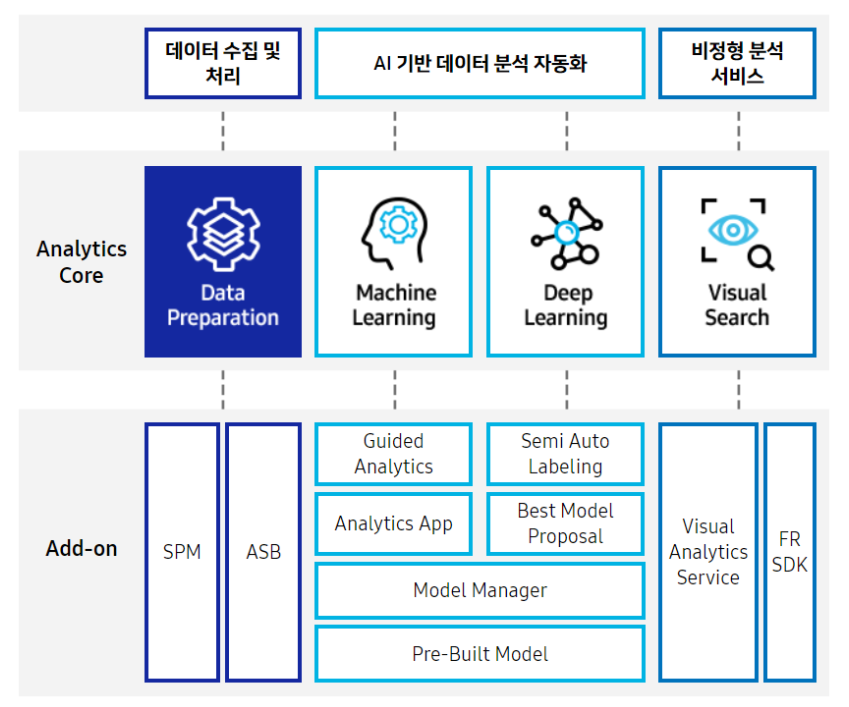 데이터 수집 및
처리
AI 기반 데이터 분석 자동화
비정형 분석
서비스
Analytics
Core
Data
Preparation
Machine
Learning
Deep
Learning
Visual
Search
Add-on
SPM
ASB
Guided
Analytics
Semi Auto
Labeling
Analytics App
Best Model
Proposal
Model Manager
Pre-Built Model
Visual
Analytics
Service
FR
SDK